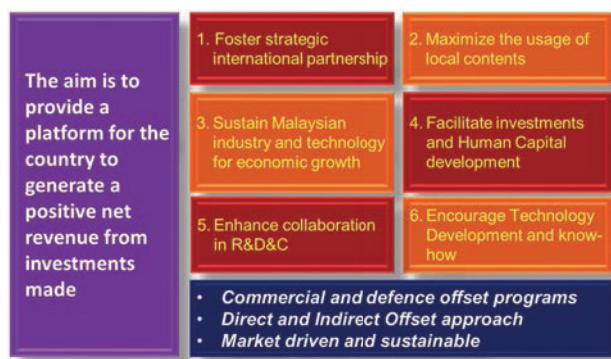 The aim is to
provide a
platform for the
country to
generate a
positive net
revenue from
investments
made
1. Foster strategic
international partnership
2. Maximize the usage of
local contents
3. Sustain Malaysian
industry and technology
for economic growth
4. Facilitate investments
and Human Capital
development
5. Enhance collaboration
in R&D&C
6. Encourage Technology
Development and know-
how
• Commercial and defence offset programs
• Direct and Indirect Offset approach
• Market driven and sustainable